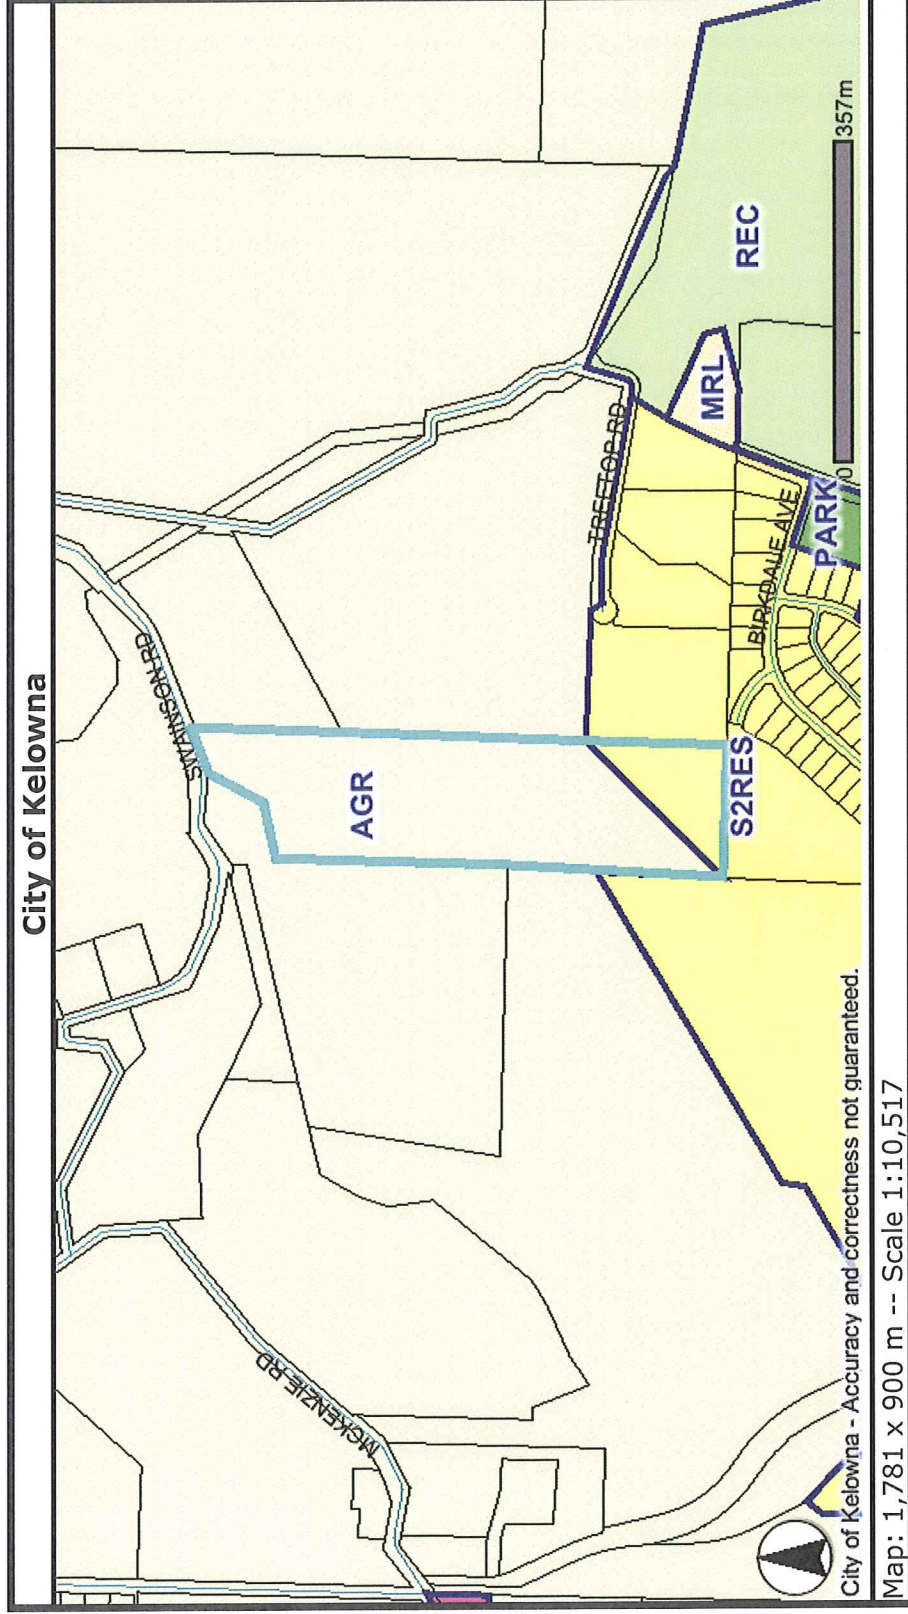 City of Kelowna
SWAINSON RD
MCKENZIE RD
AGR
TREETOP RD
REC
MRL
S2RES
BIRKDALE AVE
PARK
0
357m
City of Kelowna - Accuracy and correctness not guaranteed.
Map: 1,781 x 900 m -- Scale 1:10,517